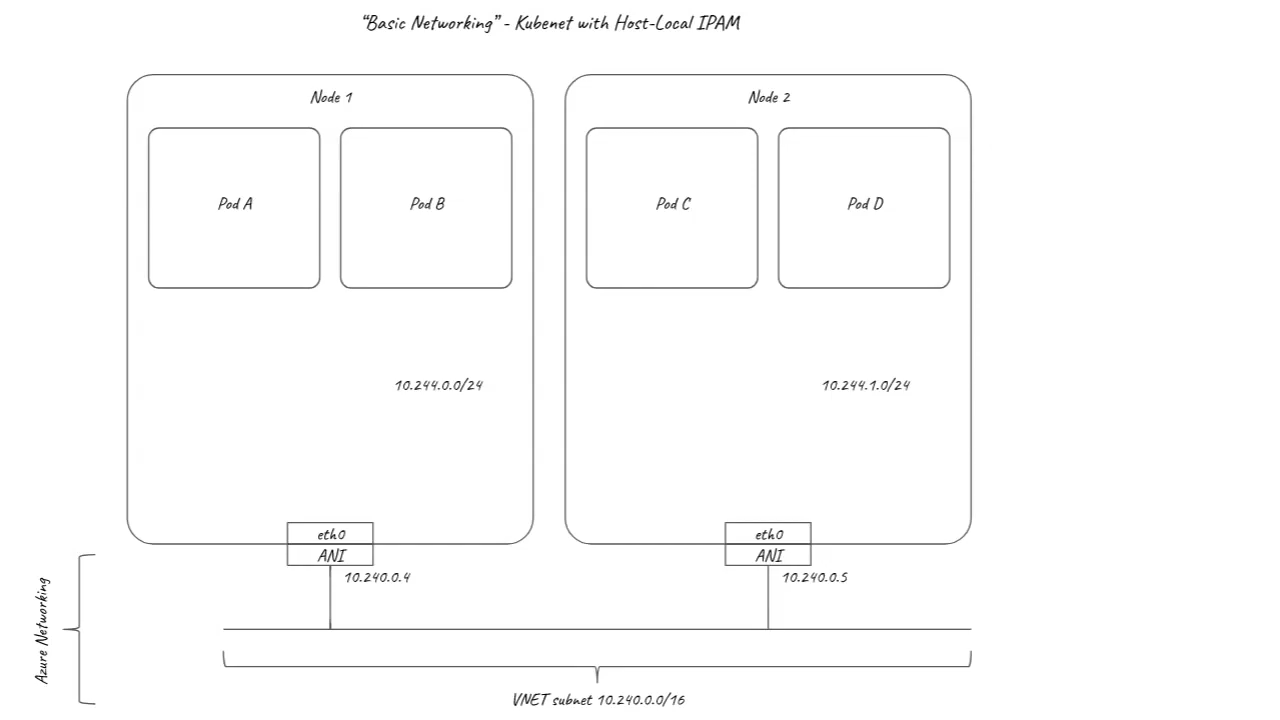 “Basic Networking” - Kubenet with Host-Local IPAM
Node 1
Node 2
Pod A
Pod B
Pod C
Pod D
10.244.0.0/24
10.244.1.0/24
eth0
ANI
10.240.0.4
eth0
ANI
10.240.0.5
Azure Networking
VNET subnet 10.240.0.0/16